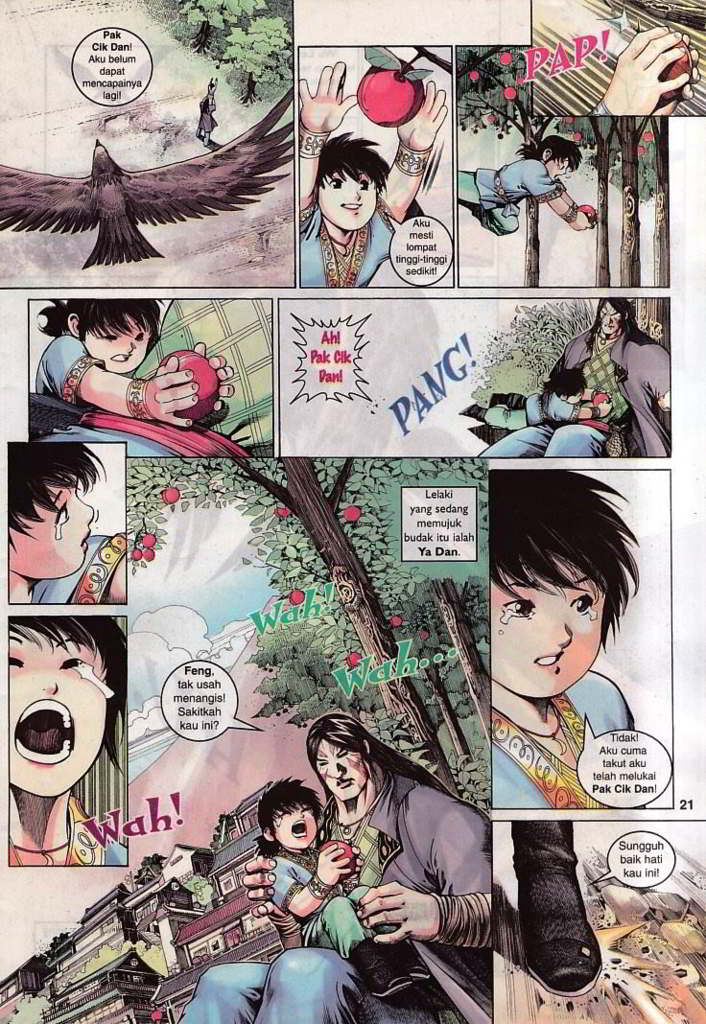 Pak
Cik Dan!
Aku belum
dapat
mencapainya
lagi!
Aku
mesti
lompat
tinggi-tinggi
sedikit!
PAP!
Ah!
Pak Cik
Dan!
PANG!
Lelaki
yang sedang
memujuk
budak itu ialah
Ya Dan.
Wah!
Wah...
Feng,
tak usah
menangis!
Sakitkah
kau ini?
Wah!
Tidak!
Aku cuma
takut aku
telah melukai
Pak Cik Dan!
21
Sungguh
baik hati
kau ini!